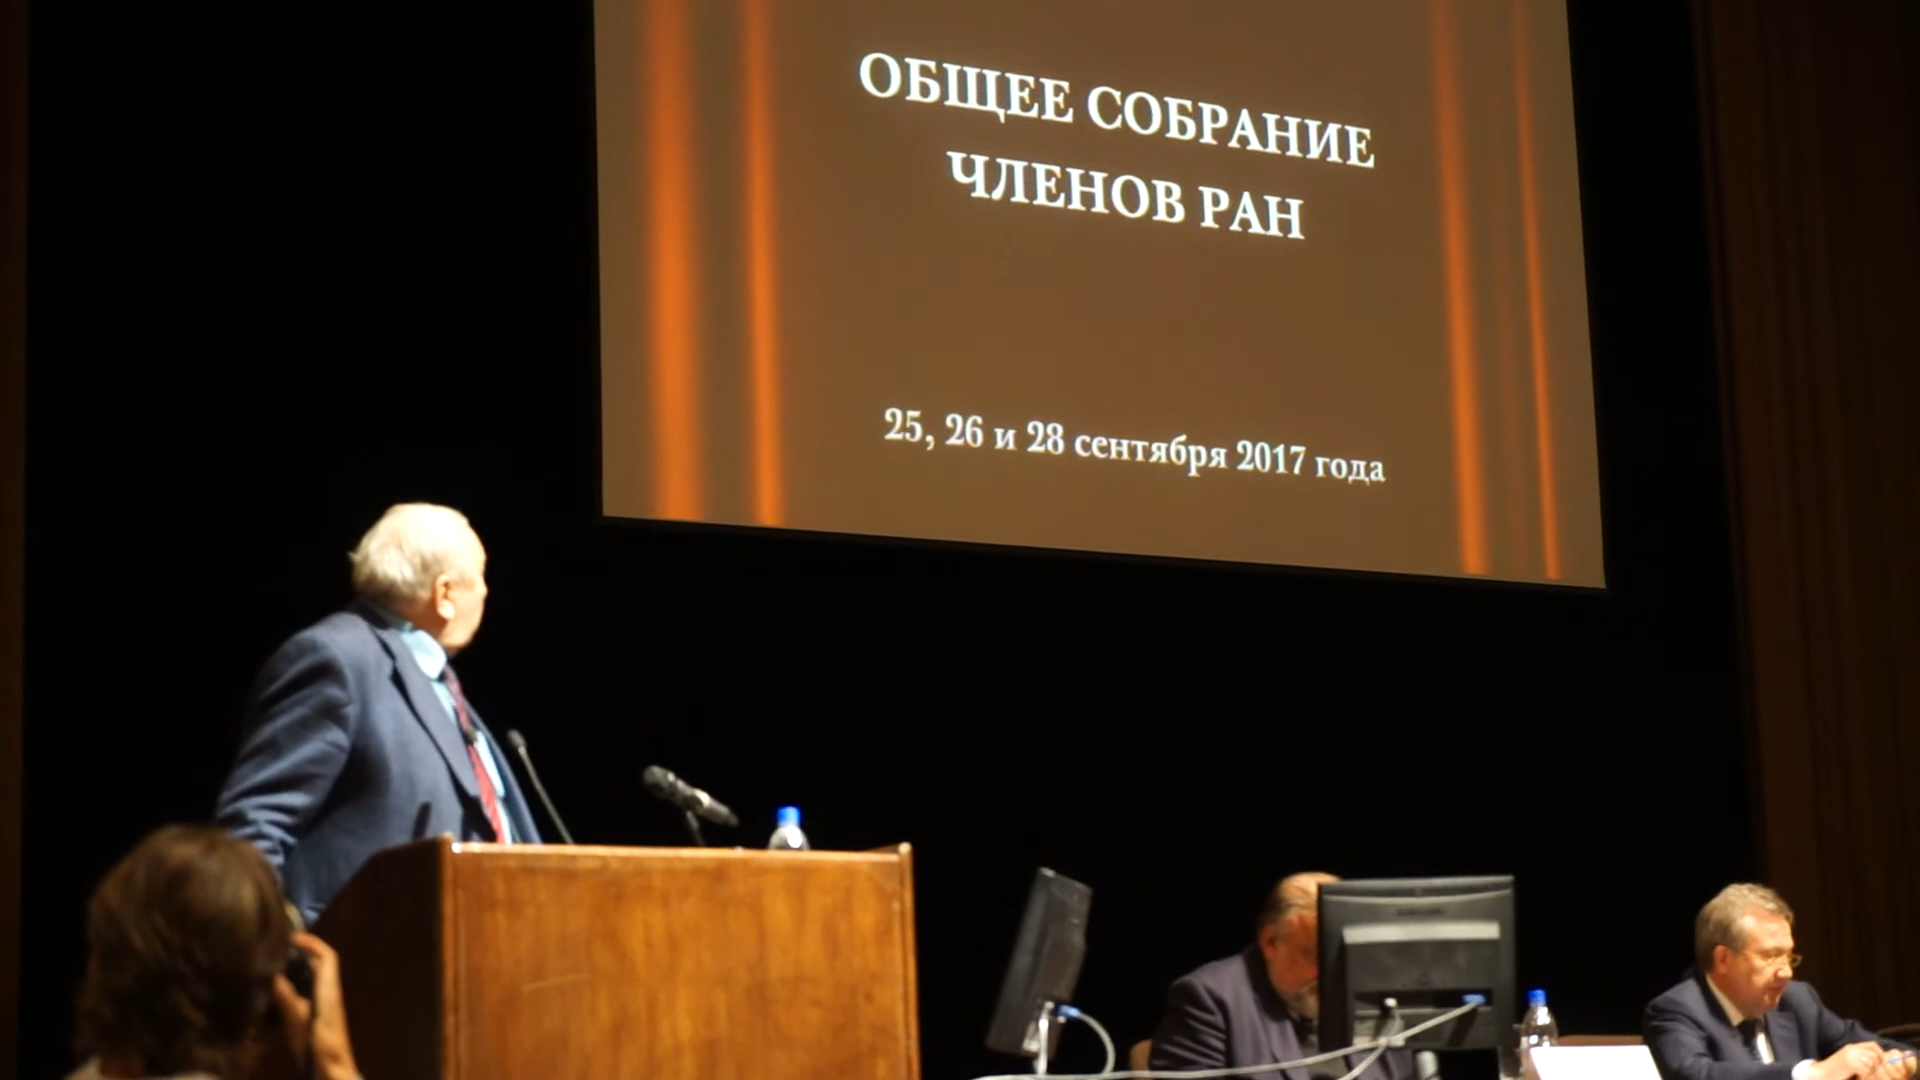 ОБЩЕЕ СОБРАНИЕ
ЧЛЕНОВ РАН
25, 26 и 28 сентября 2017 года